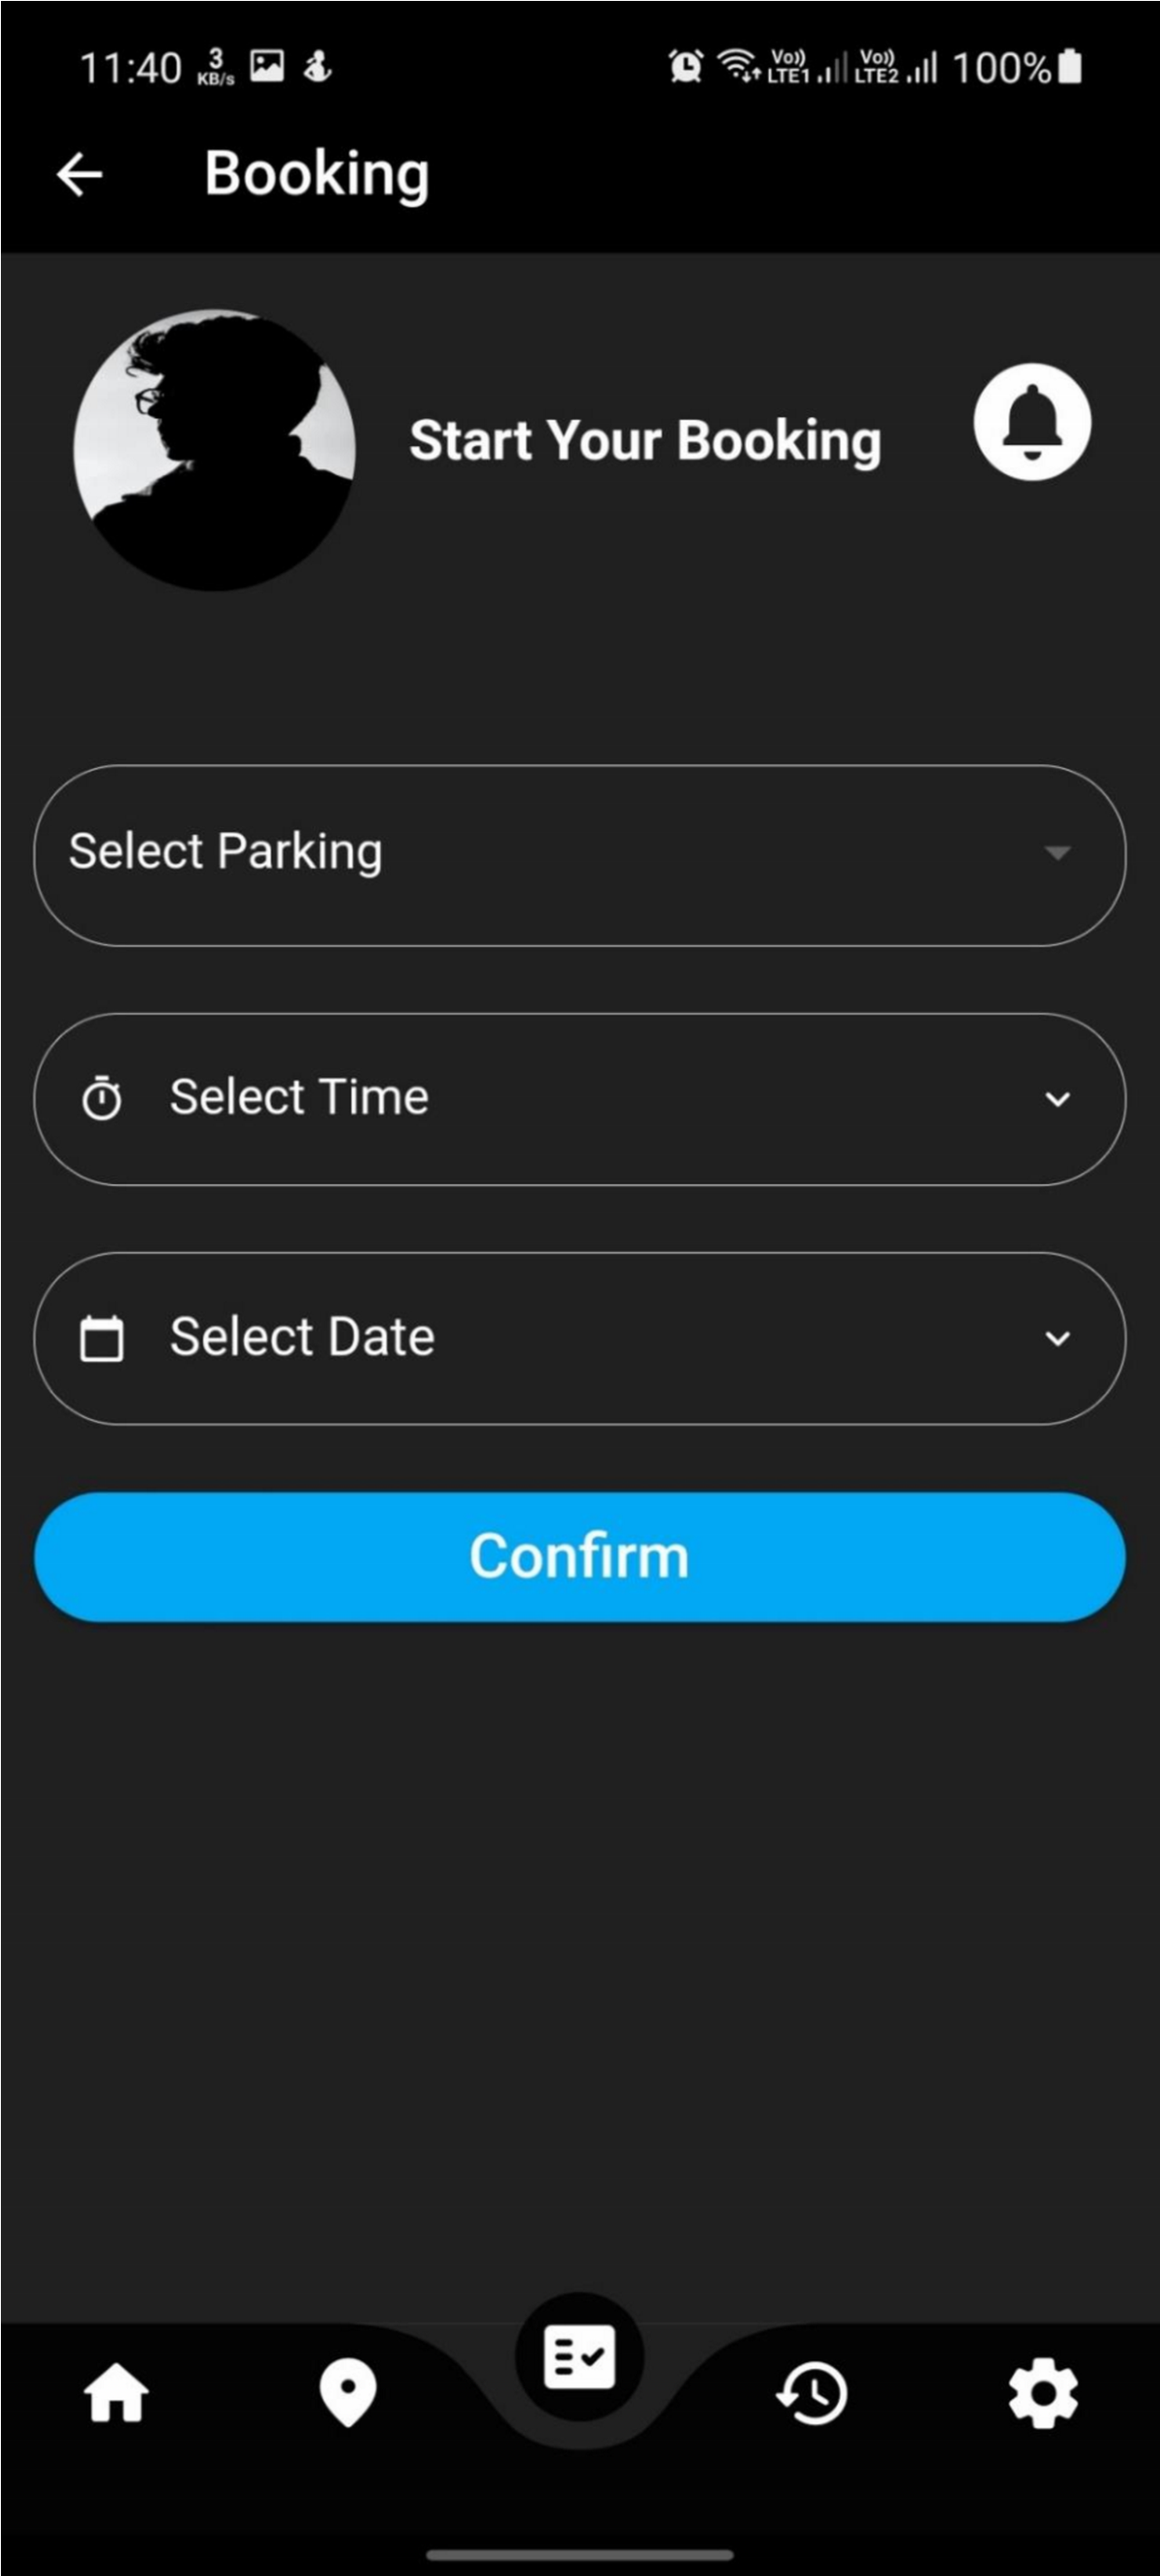 11:40 3 KB/s Vo)) LTE1 Vo)) LTE2 100%
Booking
Start Your Booking
Select Parking
Select Time
Select Date
Confirm